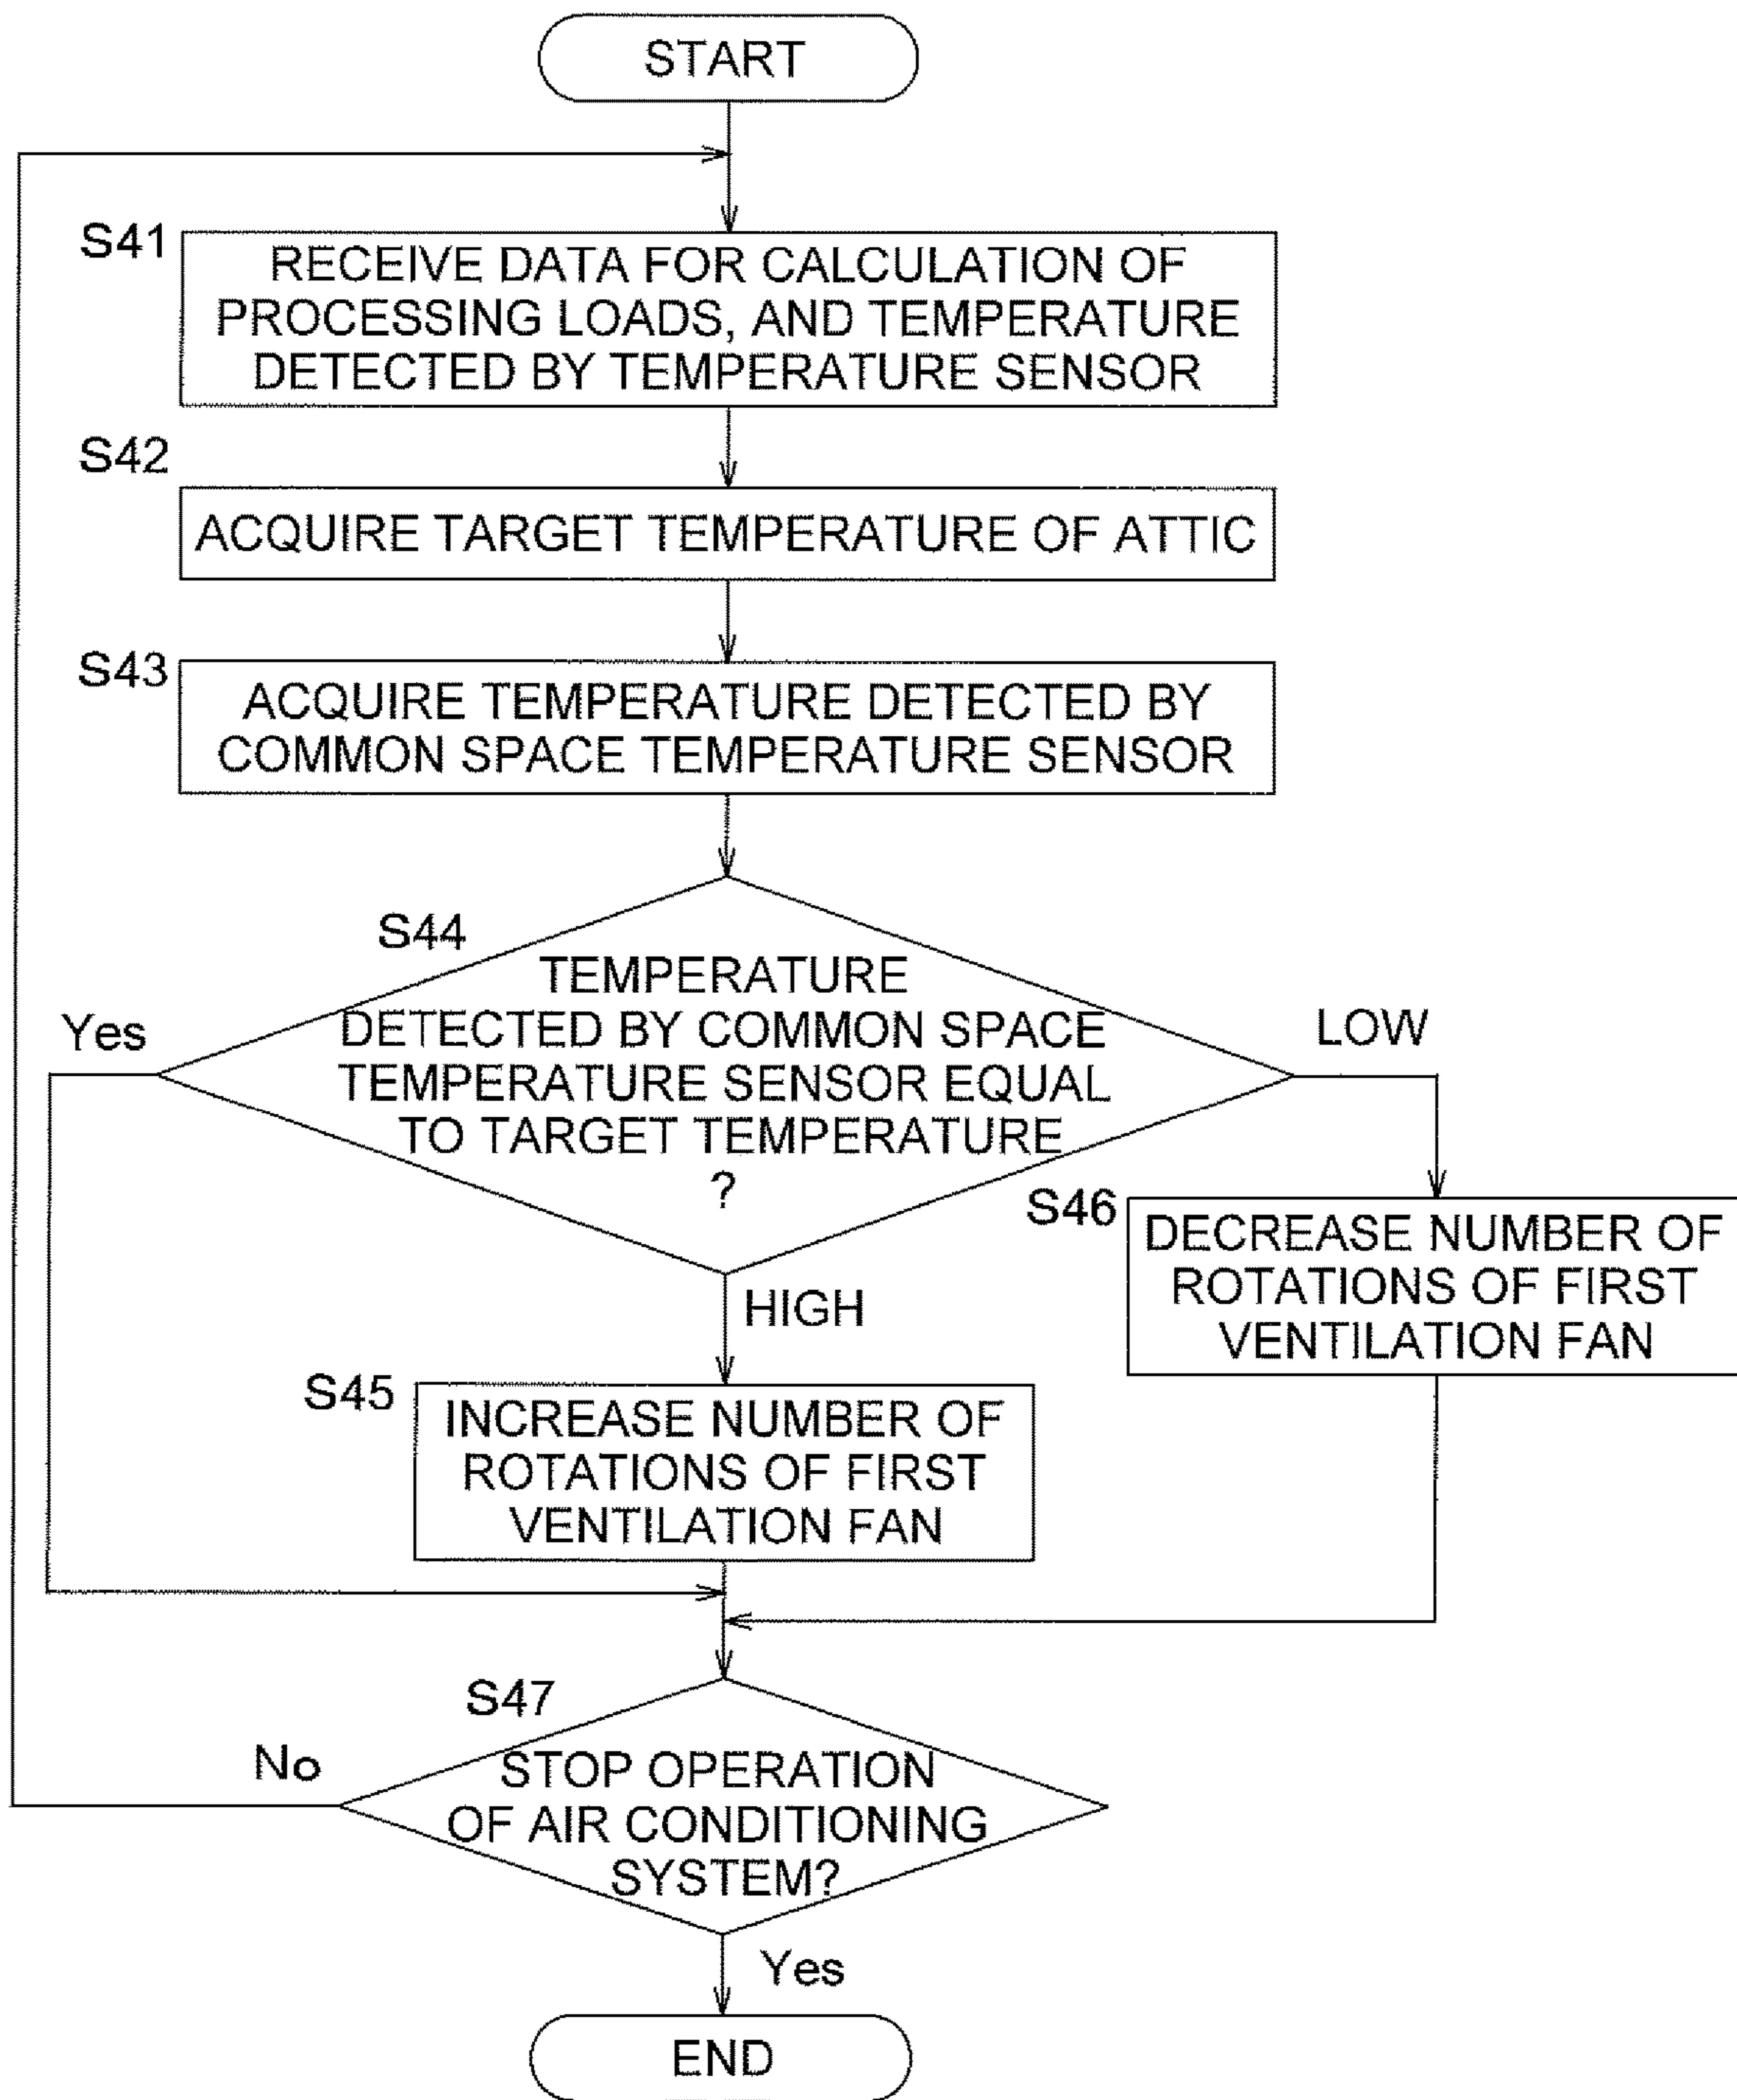 START
S41
RECEIVE DATA FOR CALCULATION OF
PROCESSING LOADS, AND TEMPERATURE
DETECTED BY TEMPERATURE SENSOR
S42
ACQUIRE TARGET TEMPERATURE OF ATTIC
S43
ACQUIRE TEMPERATURE DETECTED BY
COMMON SPACE TEMPERATURE SENSOR
S44
TEMPERATURE
DETECTED BY COMMON SPACE
TEMPERATURE SENSOR EQUAL
TO TARGET TEMPERATURE
?
Yes
LOW
HIGH
S46
DECREASE NUMBER OF
ROTATIONS OF FIRST
VENTILATION FAN
S45
INCREASE NUMBER OF
ROTATIONS OF FIRST
VENTILATION FAN
S47
STOP OPERATION
OF AIR CONDITIONING
SYSTEM?
No
Yes
END